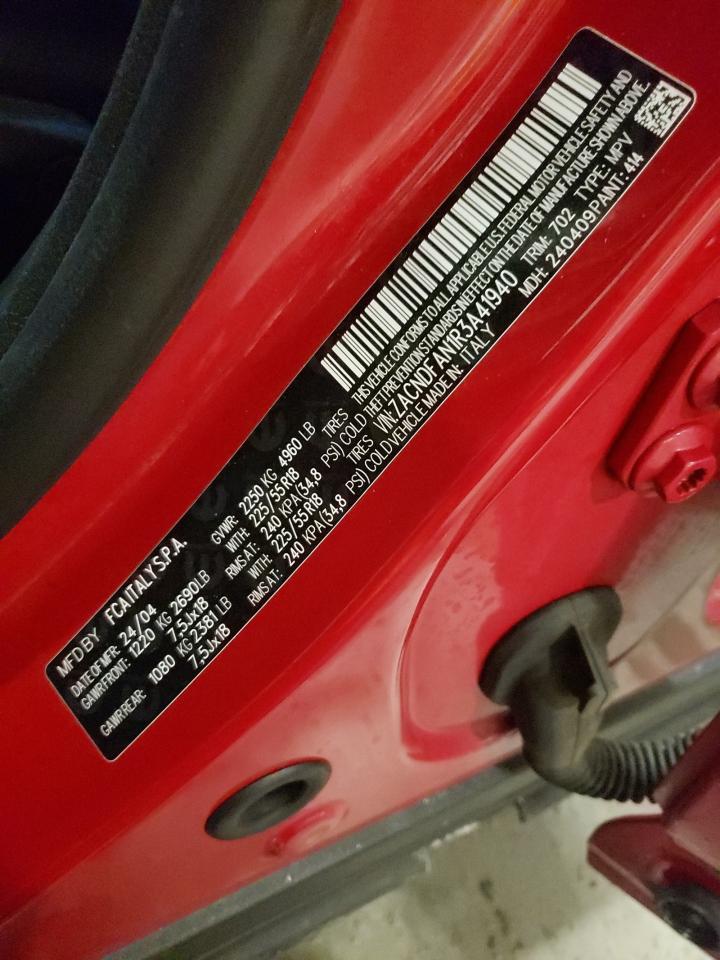 MFD BY FCA ITALY S.P.A.
DATE OF MFR: 24/04 GVWR: 2250 KG 4960 LB
GAWR FRONT: 1220 KG 2690LB WITH: 225/55R18 TIRES
7,5Jx18 RIMS AT: 240 KPA(34,8 PSI) COLD
GAWR REAR: 1080 KG 2381 LB WITH: 225/55R18 TIRES
7,5Jx18 RIMS AT: 240 KPA(34,8 PSI) COLD
THIS VEHICLE CONFORMS TO ALL APPLICABLE U.S. FEDERAL MOTOR VEHICLE SAFETY AND
THEFT PREVENTION STANDARDS IN EFFECT ON THE DATE OF MANUFACTURE SHOWN ABOVE.
VIN: ZACNDFAN1R3A41940 TRIM: 702 TYPE: MPV
VEHICLE MADE IN: ITALY MDH: 240409 PAINT: 414